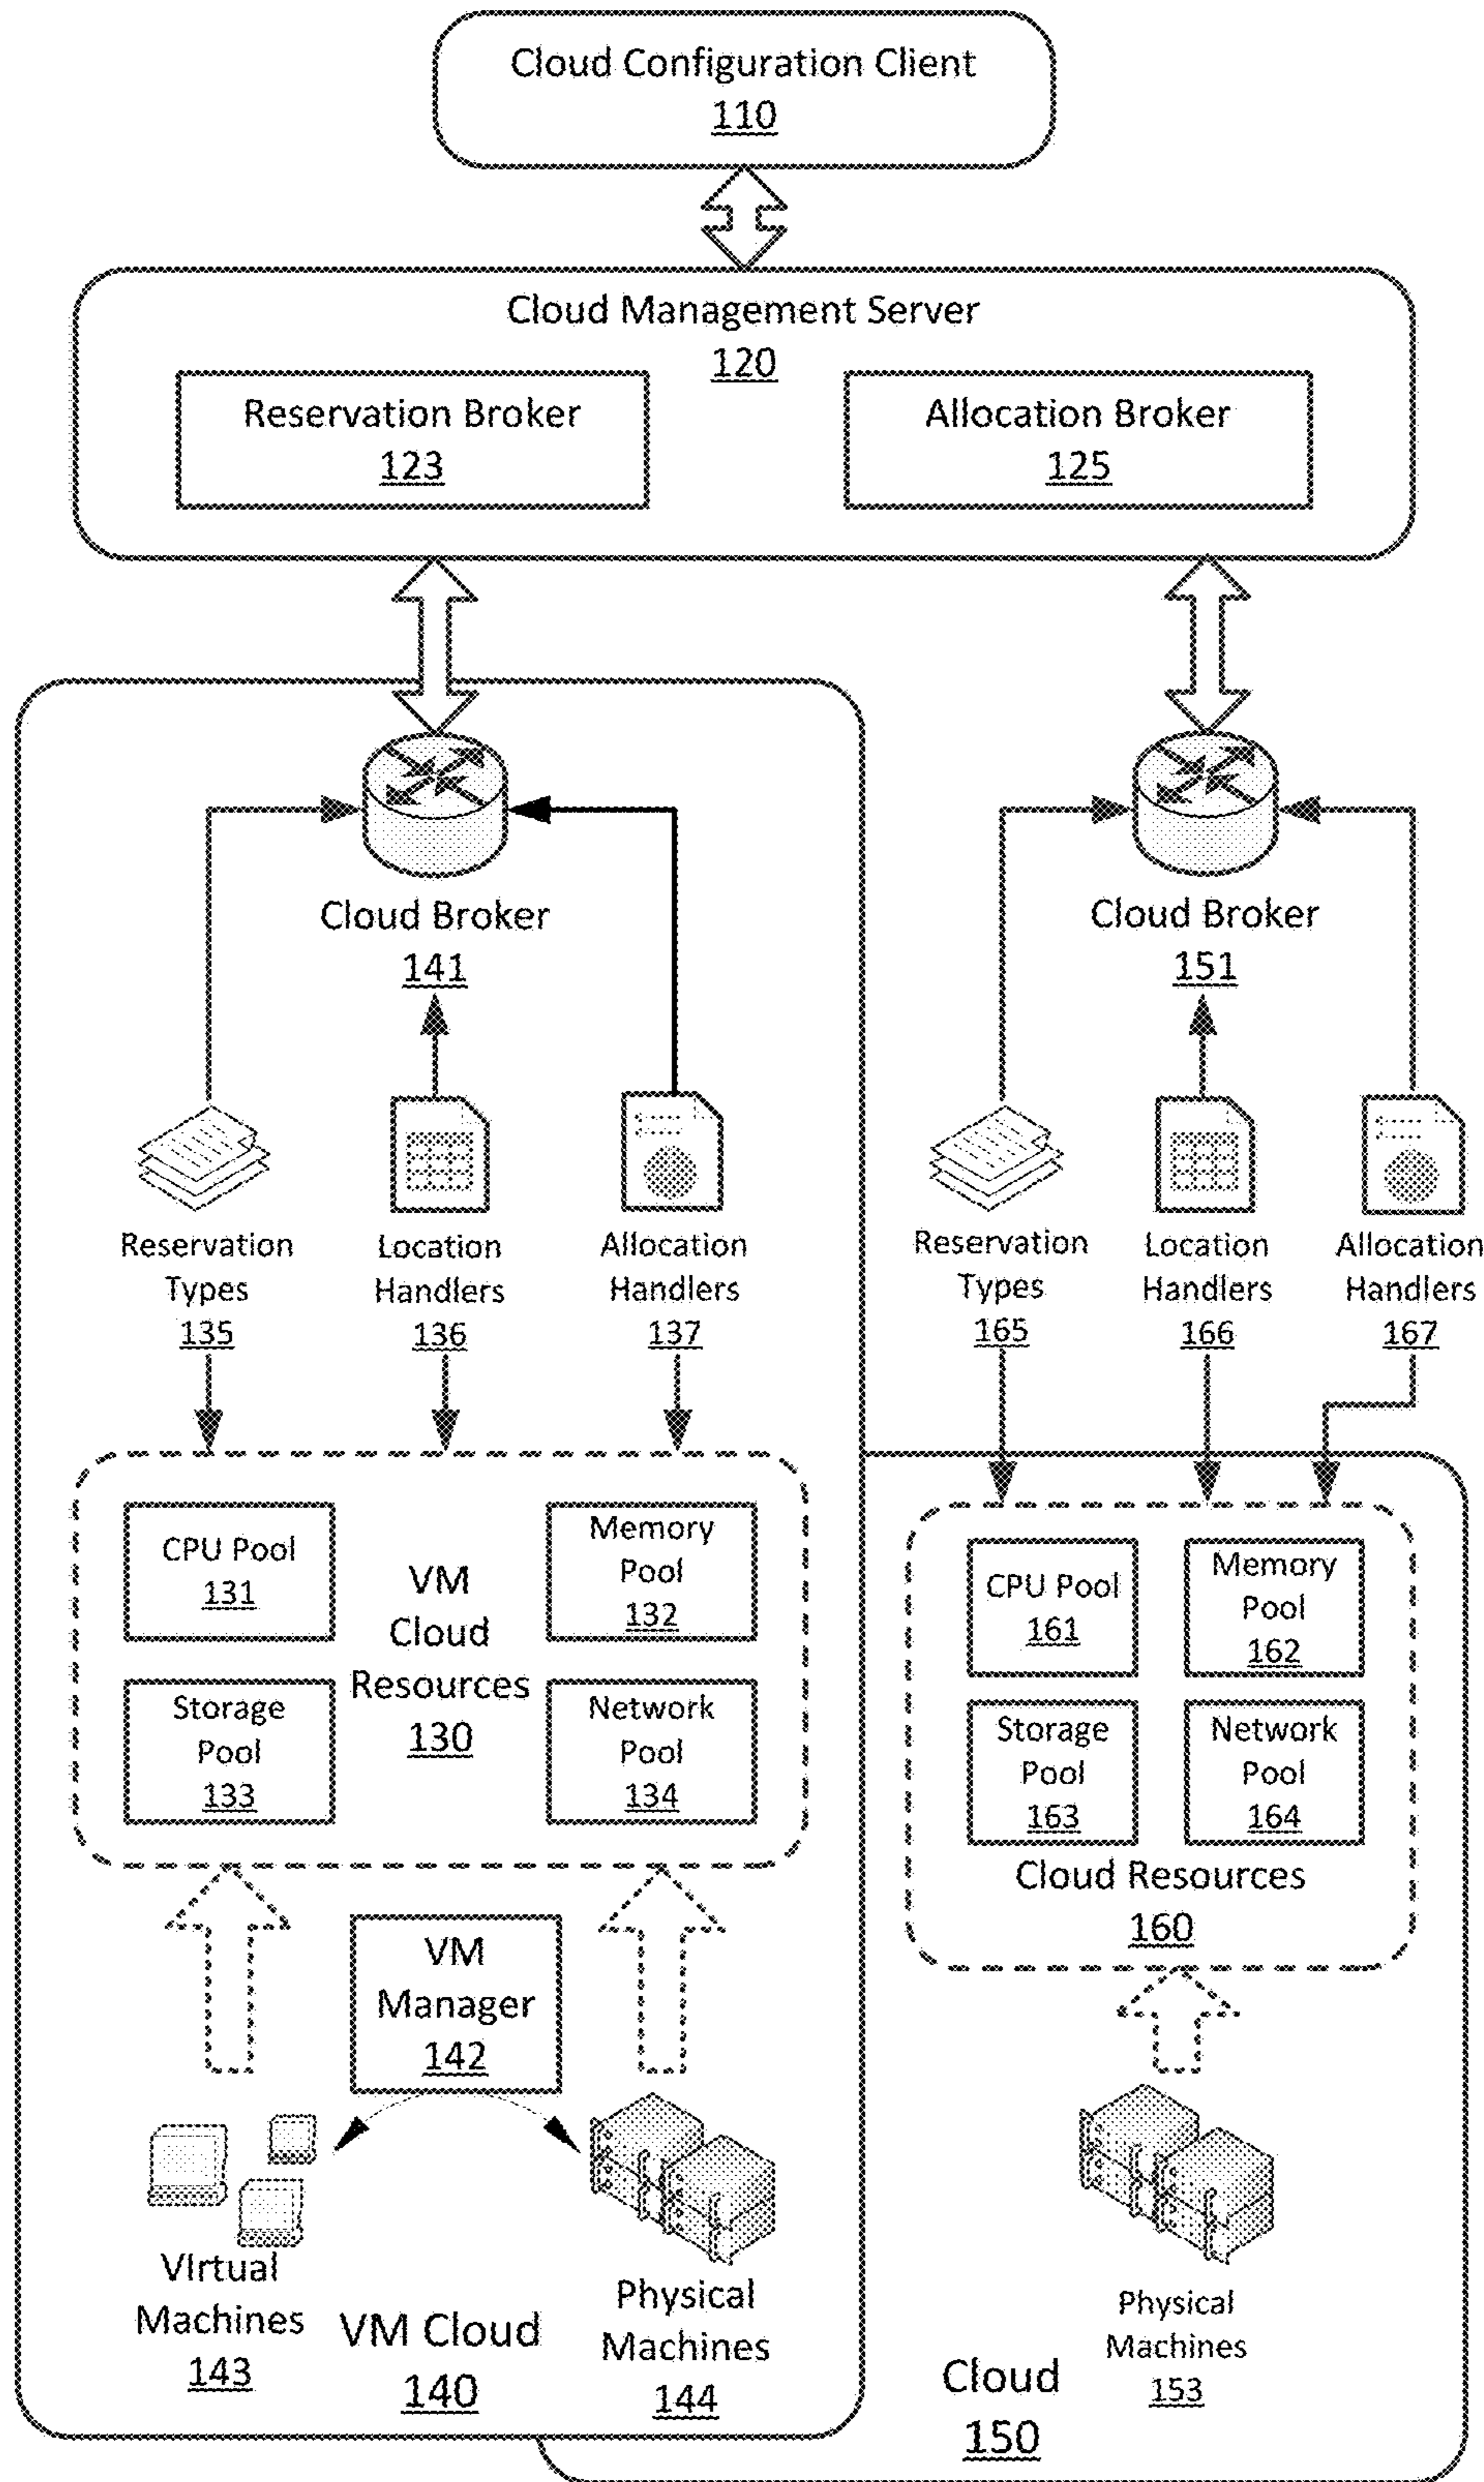 Cloud Configuration Client
110
Cloud Management Server
120
Reservation Broker
123
Allocation Broker
125
Cloud Broker
141
Cloud Broker
151
Reservation
Types
135
Location
Handlers
136
Allocation
Handlers
137
Reservation
Types
165
Location
Handlers
166
Allocation
Handlers
167
CPU Pool
131
Memory
Pool
132
VM
Cloud
Resources
130
Storage
Pool
133
Network
Pool
134
CPU Pool
161
Memory
Pool
162
Storage
Pool
163
Network
Pool
164
Cloud Resources
160
VM
Manager
142
VIrtual
Machines
143
VM Cloud
140
Physical
Machines
144
Physical
Machines
153
Cloud
150